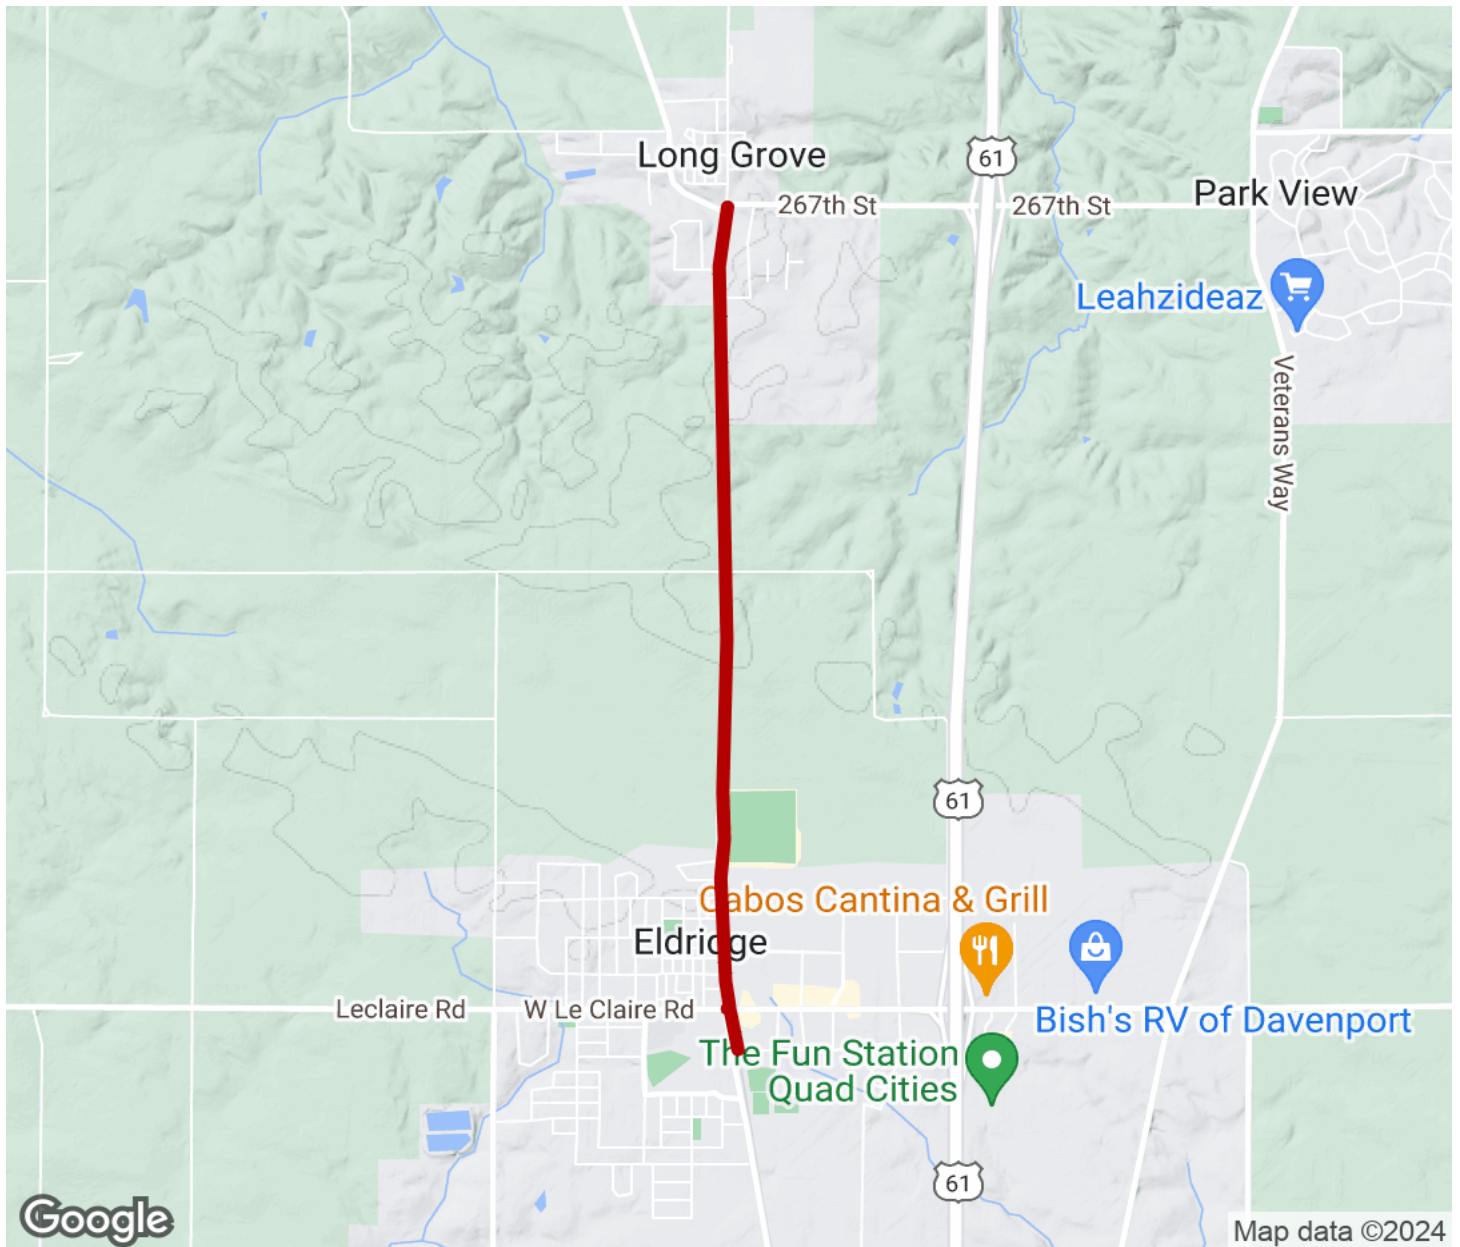 Long Grove
61
267th St
267th St
Park View
Leahzideaz
Veterans Way
61
Cabos Cantina & Grill
Eldridge
Leclaire Rd
W Le Claire Rd
Bish's RV of Davenport
The Fun Station
Quad Cities
61
Google
Map data ©2024